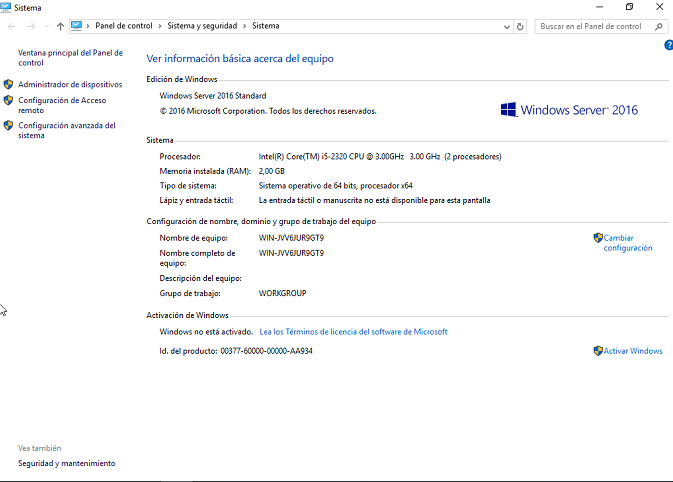 Sistema
Panel de control > Sistema y seguridad > Sistema
Buscar en el Panel de control
Ventana principal del Panel de
control
Administrador de dispositivos
Configuración de Acceso
remoto
Configuración avanzada del
sistema
Ver información básica acerca del equipo
Edición de Windows
Windows Server 2016 Standard
© 2016 Microsoft Corporation. Todos los derechos reservados.
Windows Server® 2016
Sistema
Procesador: Intel(R) Core(TM) i5-2320 CPU @ 3.00GHz 3.00 GHz (2 procesadores)
Memoria instalada (RAM): 2,00 GB
Tipo de sistema: Sistema operativo de 64 bits, procesador x64
Lápiz y entrada táctil: La entrada táctil o manuscrita no está disponible para esta pantalla
Configuración de nombre, dominio y grupo de trabajo del equipo
Nombre de equipo: WIN-JVV6JUR9GT9
Cambiar
configuración
Nombre completo de
equipo: WIN-JVV6JUR9GT9
Descripción del equipo:
Grupo de trabajo: WORKGROUP
Activación de Windows
Windows no está activado. Lea los Términos de licencia del software de Microsoft
Id. del producto: 00377-60000-00000-AA934
Activar Windows
Vea también
Seguridad y mantenimiento